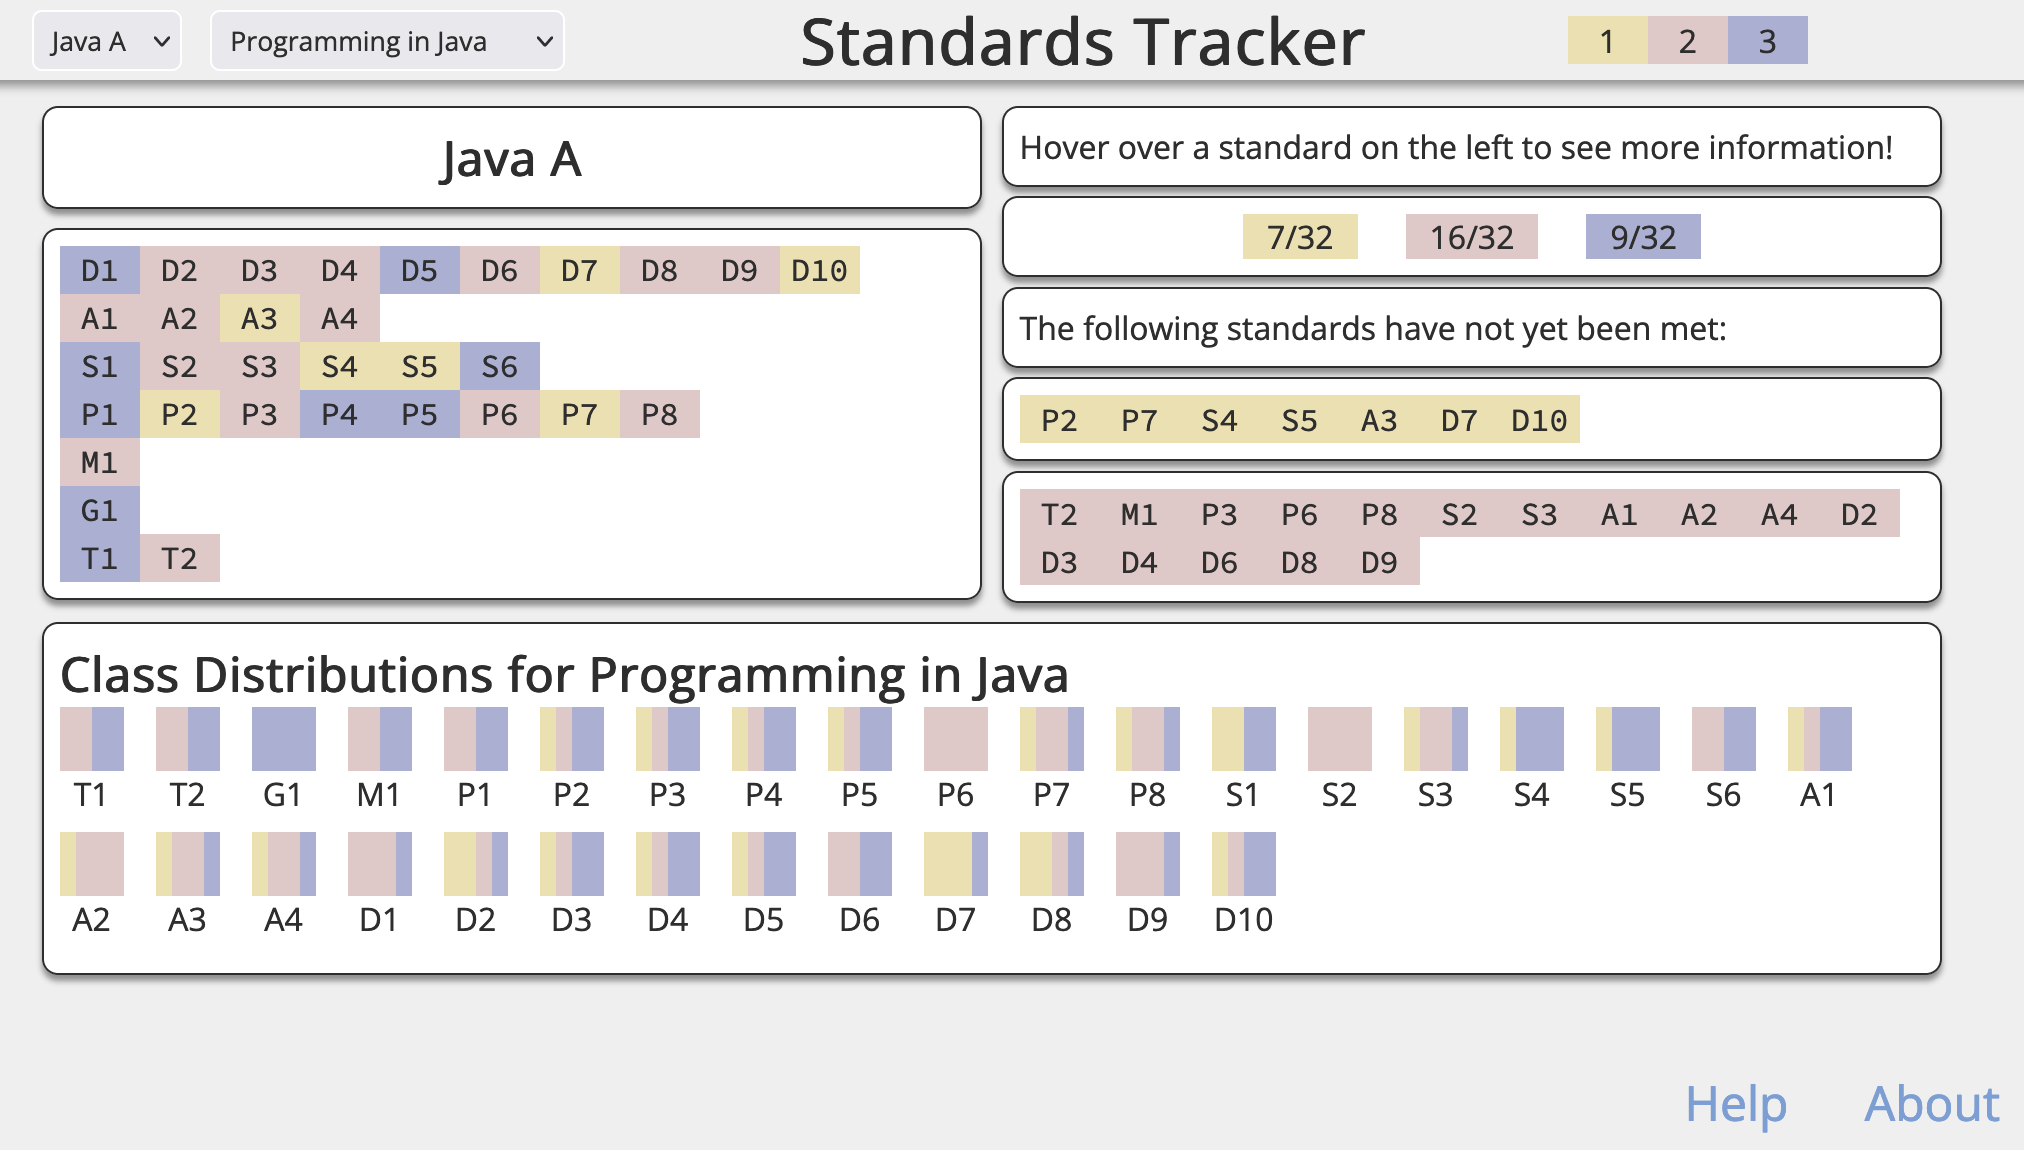 Java A Programming in Java Standards Tracker 1 2 3
Java A
D1 D2 D3 D4 D5 D6 D7 D8 D9 D10
A1 A2 A3 A4
S1 S2 S3 S4 S5 S6
P1 P2 P3 P4 P5 P6 P7 P8
M1
G1
T1 T2
Hover over a standard on the left to see more information!
7/32 16/32 9/32
The following standards have not yet been met:
P2 P7 S4 S5 A3 D7 D10
T2 M1 P3 P6 P8 S2 S3 A1 A2 A4 D2
D3 D4 D6 D8 D9
Class Distributions for Programming in Java
T1 T2 G1 M1 P1 P2 P3 P4 P5 P6 P7 P8 S1 S2 S3 S4 S5 S6 A1
A2 A3 A4 D1 D2 D3 D4 D5 D6 D7 D8 D9 D10
Help About